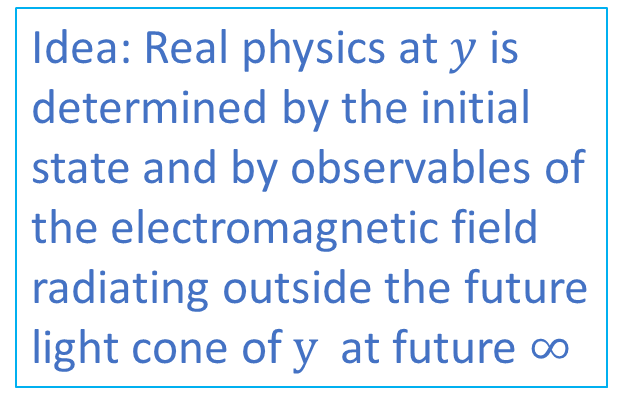 Idea: Real physics at y is
determined by the initial
state and by observables of
the electromagnetic field
radiating outside the future
light cone of y at future ∞